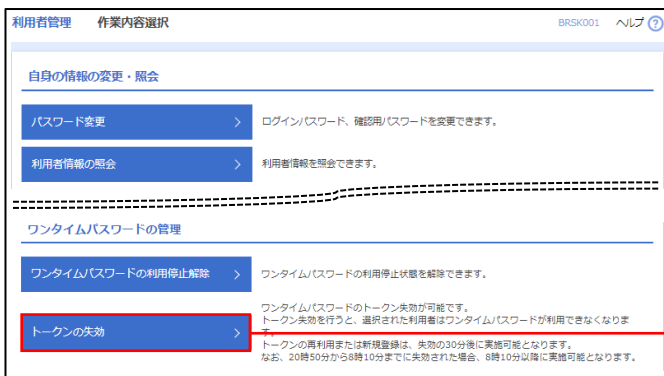 利用者管理 作業内容選択 BRSK001 ヘルプ ?
自身の情報の変更・照会
パスワード変更 ログインパスワード、確認用パスワードを変更できます。
利用者情報の照会 利用者情報を照会できます。
ワンタイムパスワードの管理
ワンタイムパスワードの利用停止解除 ワンタイムパスワードの利用停止状態を解除できます。
ワンタイムパスワードのトークン失効が可能です。
トークン失効を行うと、選択された利用者はワンタイムパスワードが利用できなくなりま
トークンの失効 す。
トークンの再利用または新規登録は、失効の30分後に実施可能となります。
なお、20時50分から8時10分までに失効された場合、8時10分以降に実施可能となります。